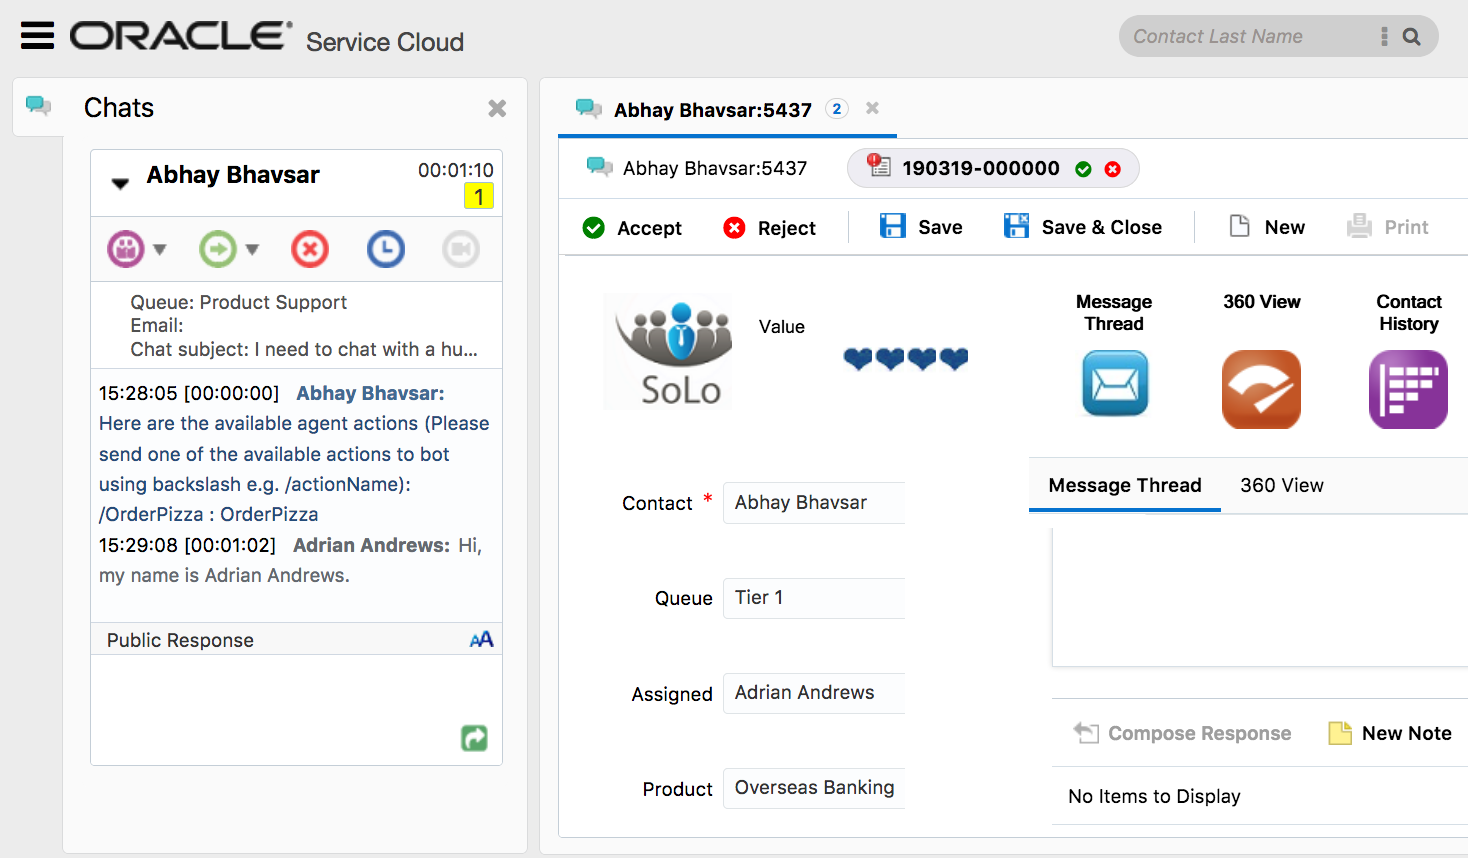 ORACLE Service Cloud
Contact Last Name
Chats
Abhay Bhavsar 00:01:10
1
Queue: Product Support
Email:
Chat subject: I need to chat with a hu...
15:28:05 [00:00:00] Abhay Bhavsar:
Here are the available agent actions (Please
send one of the available actions to bot
using backslash e.g. /actionName):
/OrderPizza : OrderPizza
15:29:08 [00:01:02] Adrian Andrews: Hi,
my name is Adrian Andrews.
Public Response AA
Abhay Bhavsar:5437 2
Abhay Bhavsar:5437 190319-000000
Accept Reject Save Save & Close New Print
SoLo
Value
Message
Thread
360 View
Contact
History
Contact * Abhay Bhavsar
Queue Tier 1
Assigned Adrian Andrews
Product Overseas Banking
Message Thread 360 View
Compose Response New Note
No Items to Display